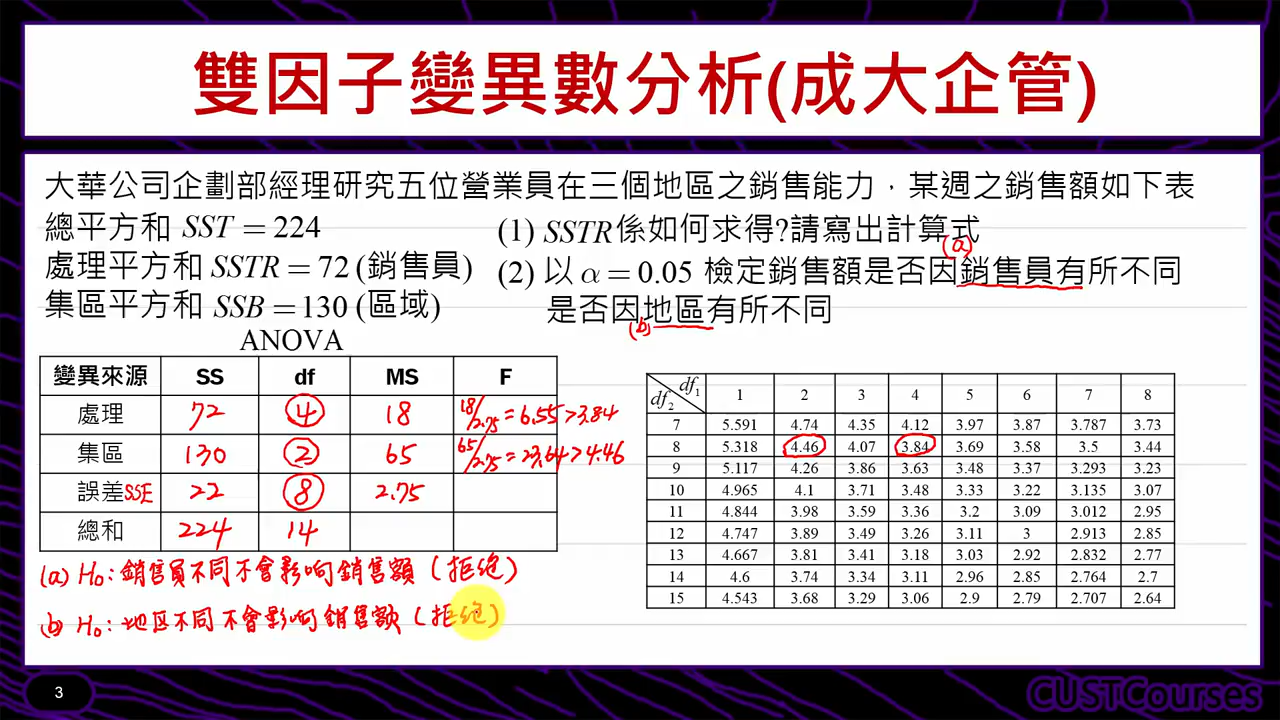 雙因子變異數分析(成大企管)
大華公司企劃部經理研究五位營業員在三個地區之銷售能力，某週之銷售額如下表
總平方和 SST = 224
處理平方和 SSTR = 72 (銷售員)
集區平方和 SSB = 130 (區域)
(1) SSTR係如何求得?請寫出計算式
(a)
(2) 以 α = 0.05 檢定銷售額是否因銷售員有所不同
是否因地區有所不同
(b)
ANOVA
變異來源 SS df MS F
處理 72 4 18 18/2.75 = 6.55 > 3.84
集區 130 2 65 65/2.75 = 23.64 > 4.46
誤差SSE 22 8 2.75
總和 224 14
(a) H₀: 銷售員不同不會影响銷售額 (拒絕)
(b) H₀: 地区不同不會影响銷售額 (拒絕)
df₂ df₁ 1 2 3 4 5 6 7 8
7 5.591 4.74 4.35 4.12 3.97 3.87 3.787 3.73
8 5.318 4.46 4.07 3.84 3.69 3.58 3.5 3.44
9 5.117 4.26 3.86 3.63 3.48 3.37 3.293 3.23
10 4.965 4.1 3.71 3.48 3.33 3.22 3.135 3.07
11 4.844 3.98 3.59 3.36 3.2 3.09 3.012 2.95
12 4.747 3.89 3.49 3.26 3.11 3 2.913 2.85
13 4.667 3.81 3.41 3.18 3.03 2.92 2.832 2.77
14 4.6 3.74 3.34 3.11 2.96 2.85 2.764 2.7
15 4.543 3.68 3.29 3.06 2.9 2.79 2.707 2.64
3
CUSTCourses